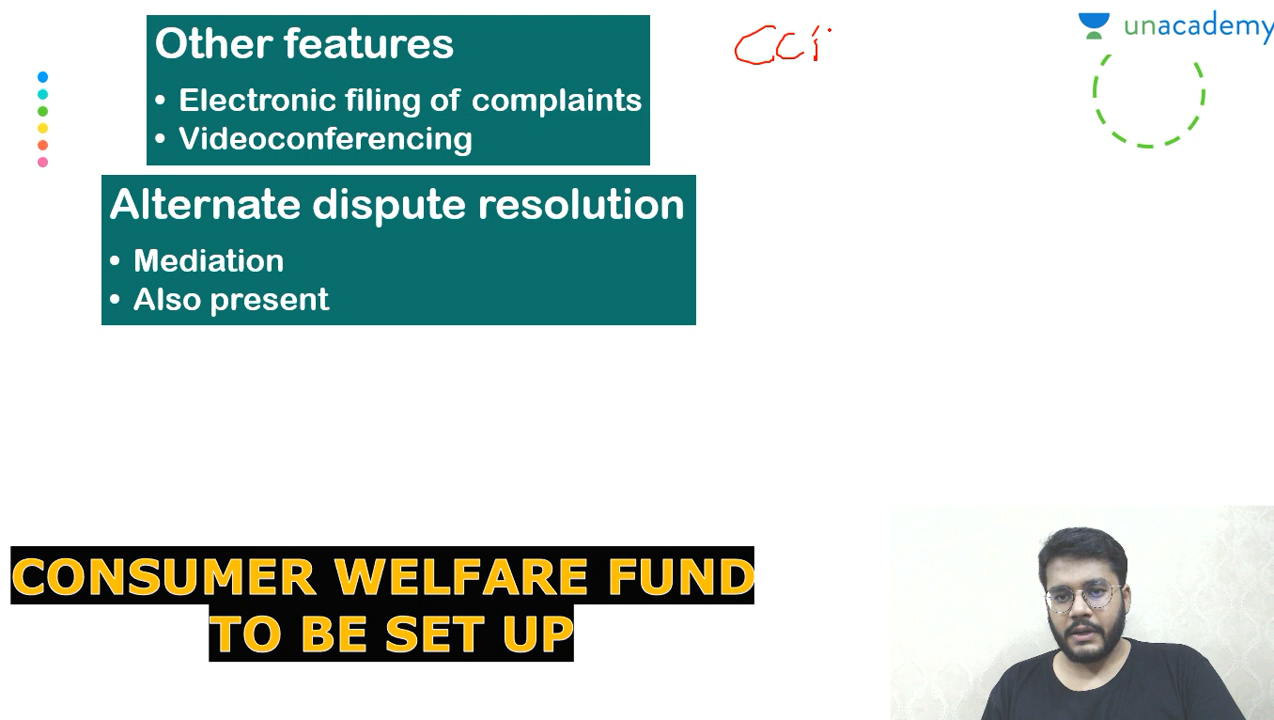 Other features
• Electronic filing of complaints
• Videoconferencing
CCI
unacademy
Alternate dispute resolution
• Mediation
• Also present
CONSUMER WELFARE FUND
TO BE SET UP